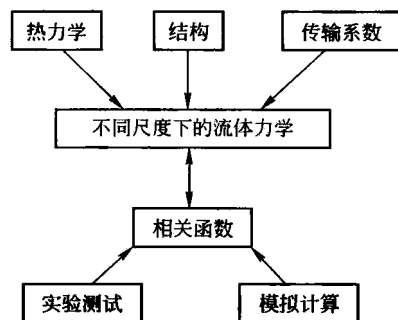 热力学
结构
传输系数
不同尺度下的流体力学
相关函数
实验测试
模拟计算